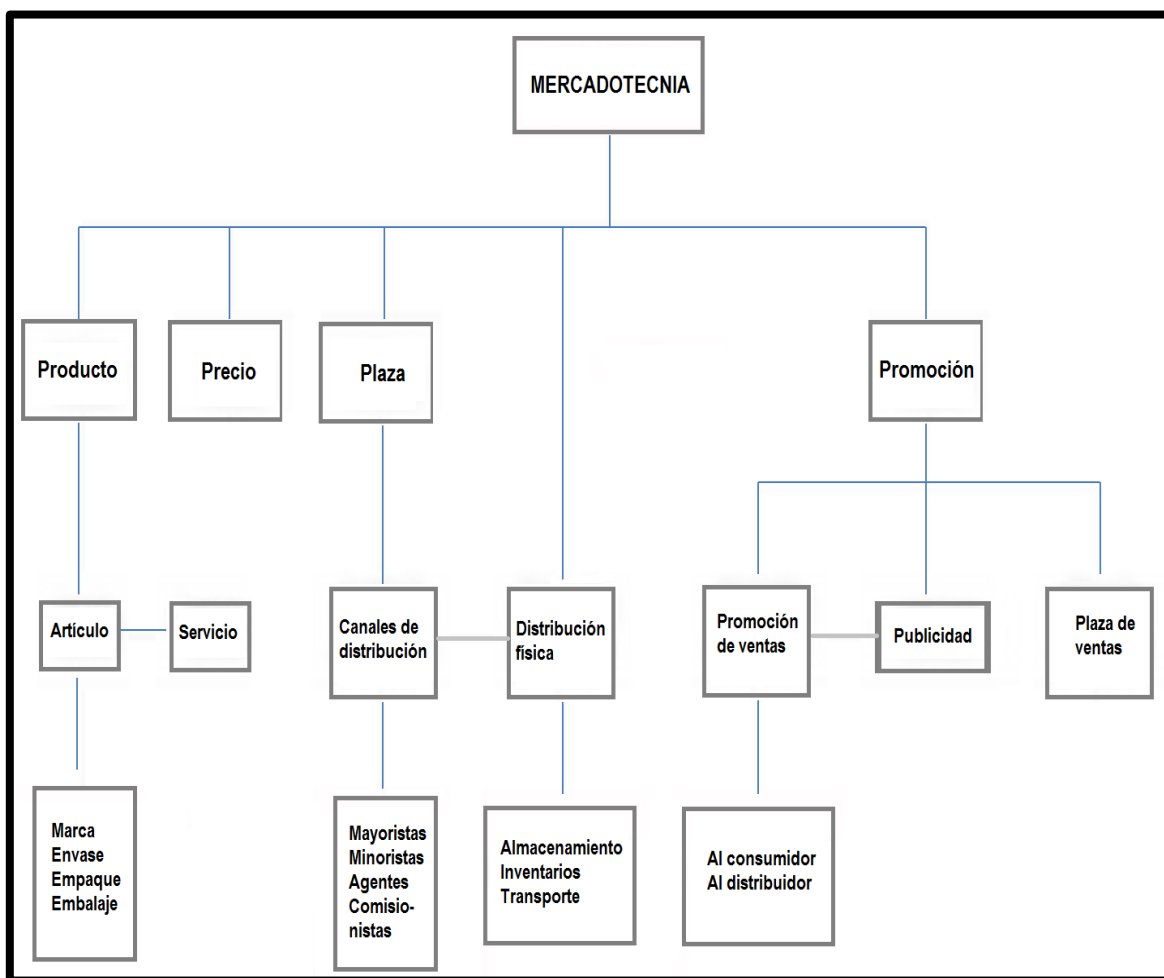 MERCADOTECNIA
Producto
Precio
Plaza
Promoción
Artículo
Servicio
Canales de
distribución
Distribución
física
Promoción
de ventas
Publicidad
Plaza de
ventas
Marca
Envase
Empaque
Embalaje
Mayoristas
Minoristas
Agentes
Comisio-
nistas
Almacenamiento
Inventarios
Transporte
Al consumidor
Al distribuidor